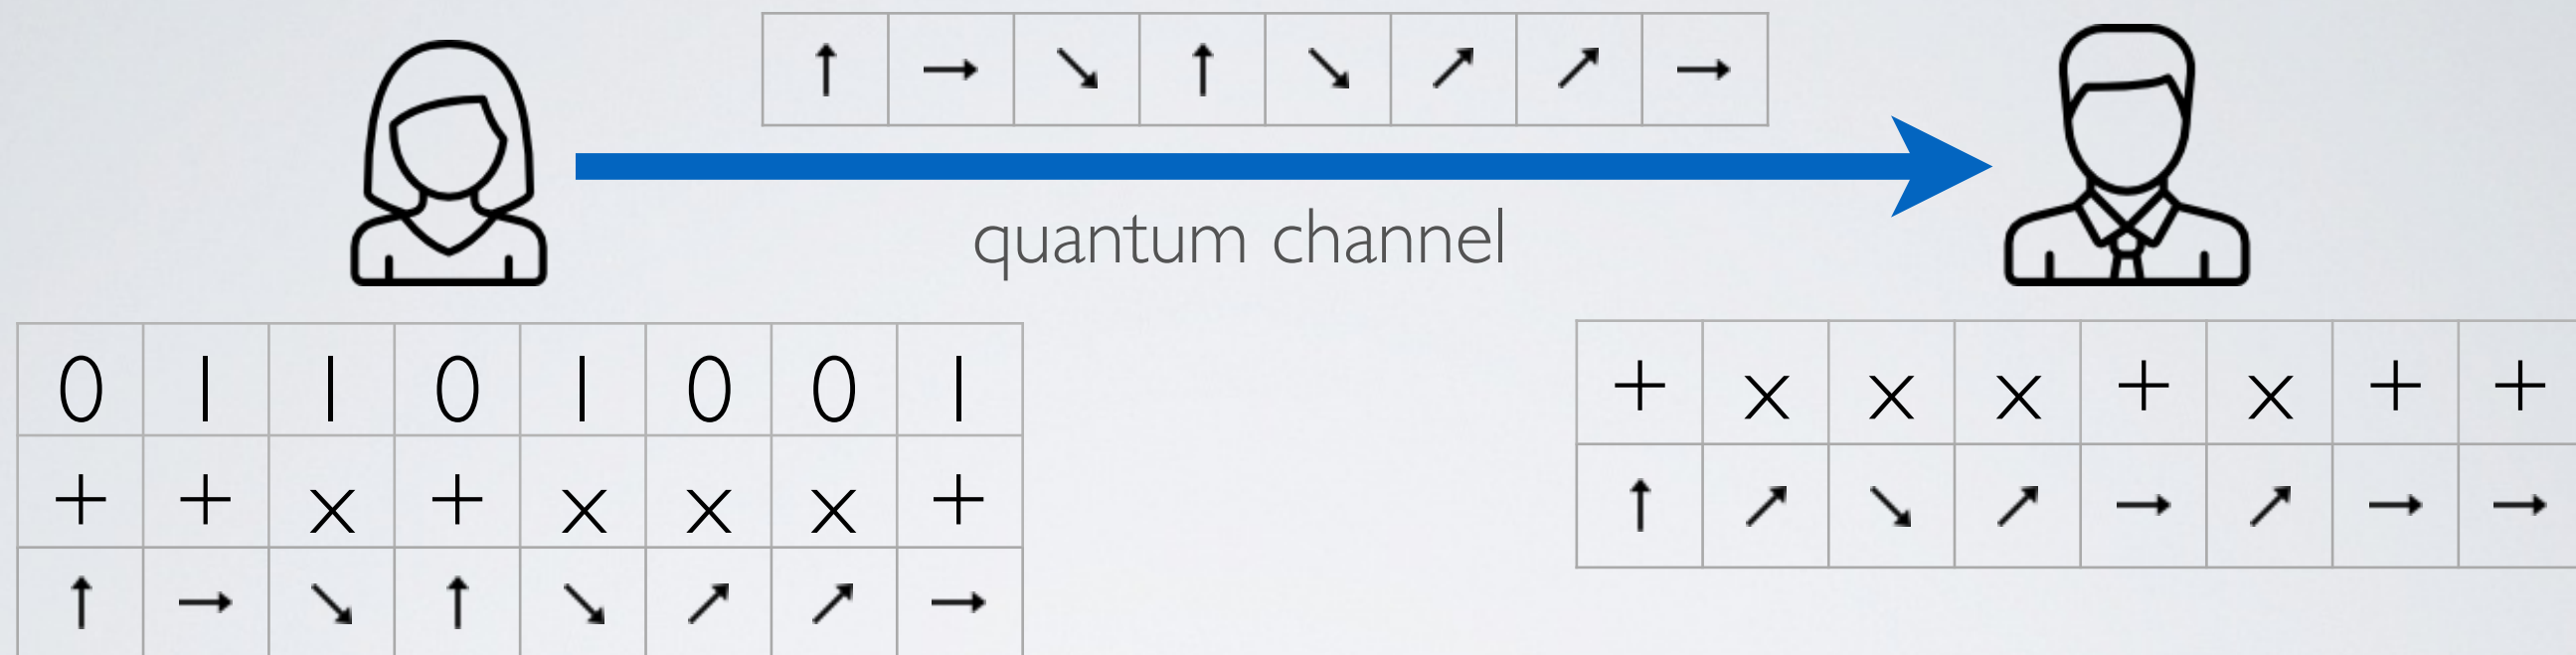 ↑ → ↘ ↑ ↘ ↗ ↗ →
quantum channel
0 1 1 0 1 0 0 1
+ + × + × × × +
↑ → ↘ ↑ ↘ ↗ ↗ →
+ × × × + × + +
↑ ↗ ↘ ↗ → ↗ → →